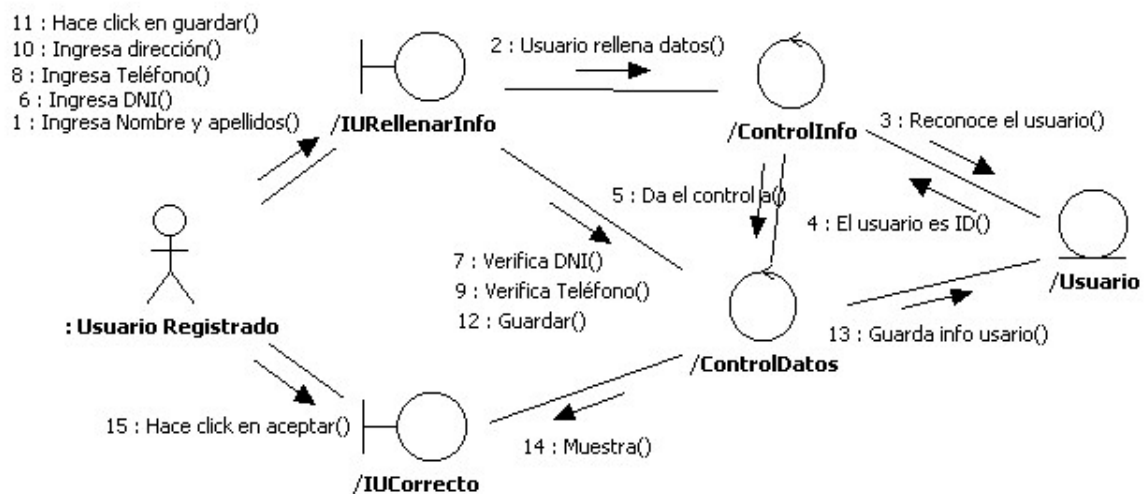 11 : Hace click en guardar()
10 : Ingresa dirección()
8 : Ingresa Teléfono()
6 : Ingresa DNI()
1 : Ingresa Nombre y apellidos()
/IURellenarInfo
2 : Usuario rellena datos()
/ControlInfo
3 : Reconoce el usuario()
4 : El usuario es ID()
/Usuario
5 : Da el control a()
7 : Verifica DNI()
9 : Verifica Teléfono()
12 : Guardar()
: Usuario Registrado
/ControlDatos
13 : Guarda info usario()
15 : Hace click en aceptar()
14 : Muestra()
/IUCorrecto